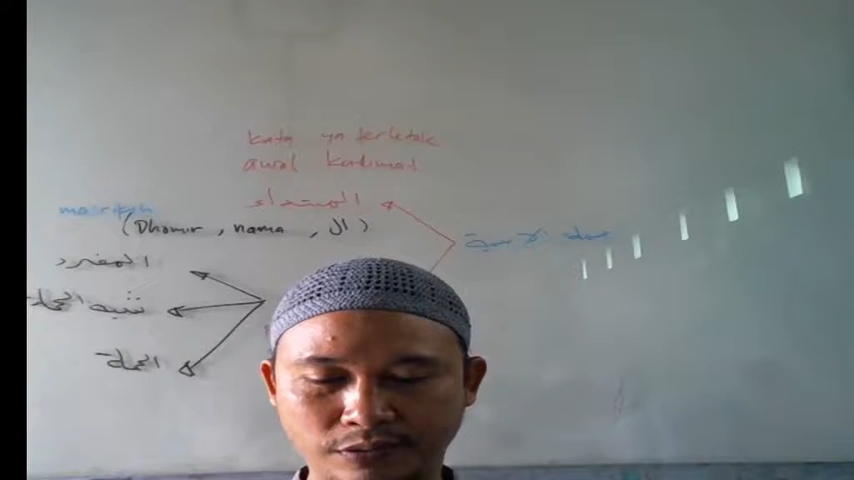 kata yg terletak
awal kalimat
المبتداء
ma'rifah
(Dhomir, nama, ال)
جملة الاسمية
المفرد
شبه الجملة
الجملة